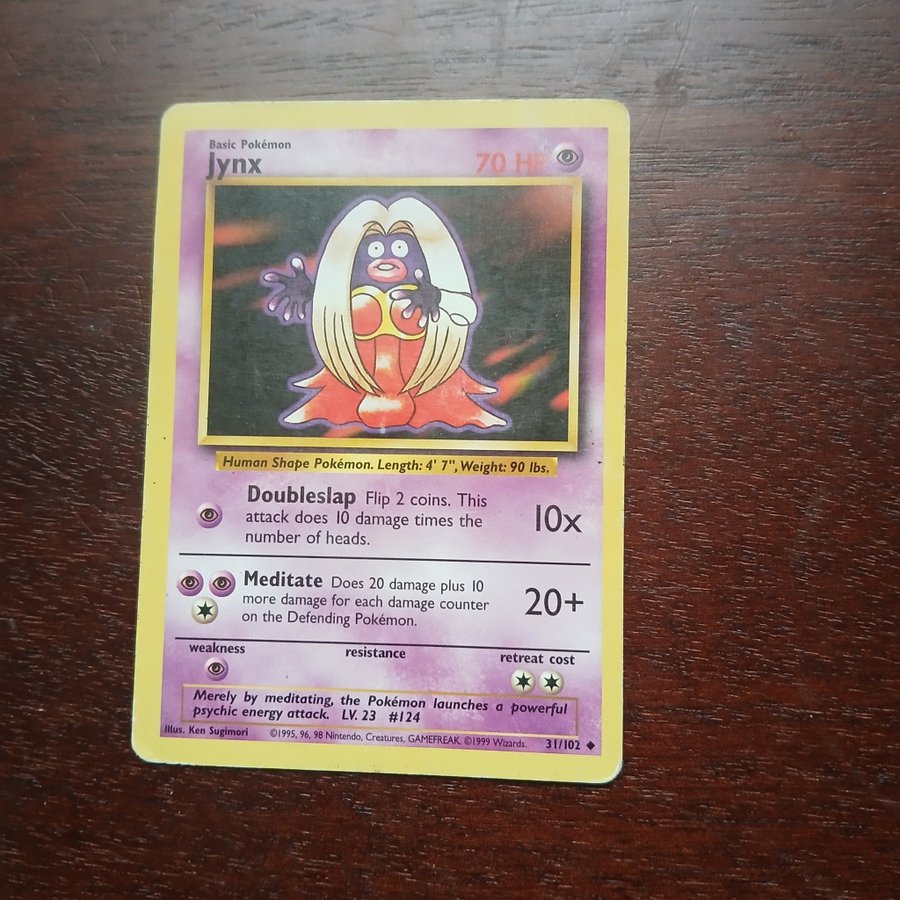 Basic Pokémon
Jynx
70 HP
Human Shape Pokémon. Length: 4' 7", Weight: 90 lbs.
Doubleslap Flip 2 coins. This
attack does 10 damage times the
number of heads.
10x
Meditate Does 20 damage plus 10
more damage for each damage counter
on the Defending Pokémon.
20+
weakness
resistance
retreat cost
Merely by meditating, the Pokémon launches a powerful
psychic energy attack. LV. 23 #124
Illus. Ken Sugimori
©1995, 96, 98 Nintendo, Creatures, GAMEFREAK. ©1999 Wizards.
31/102